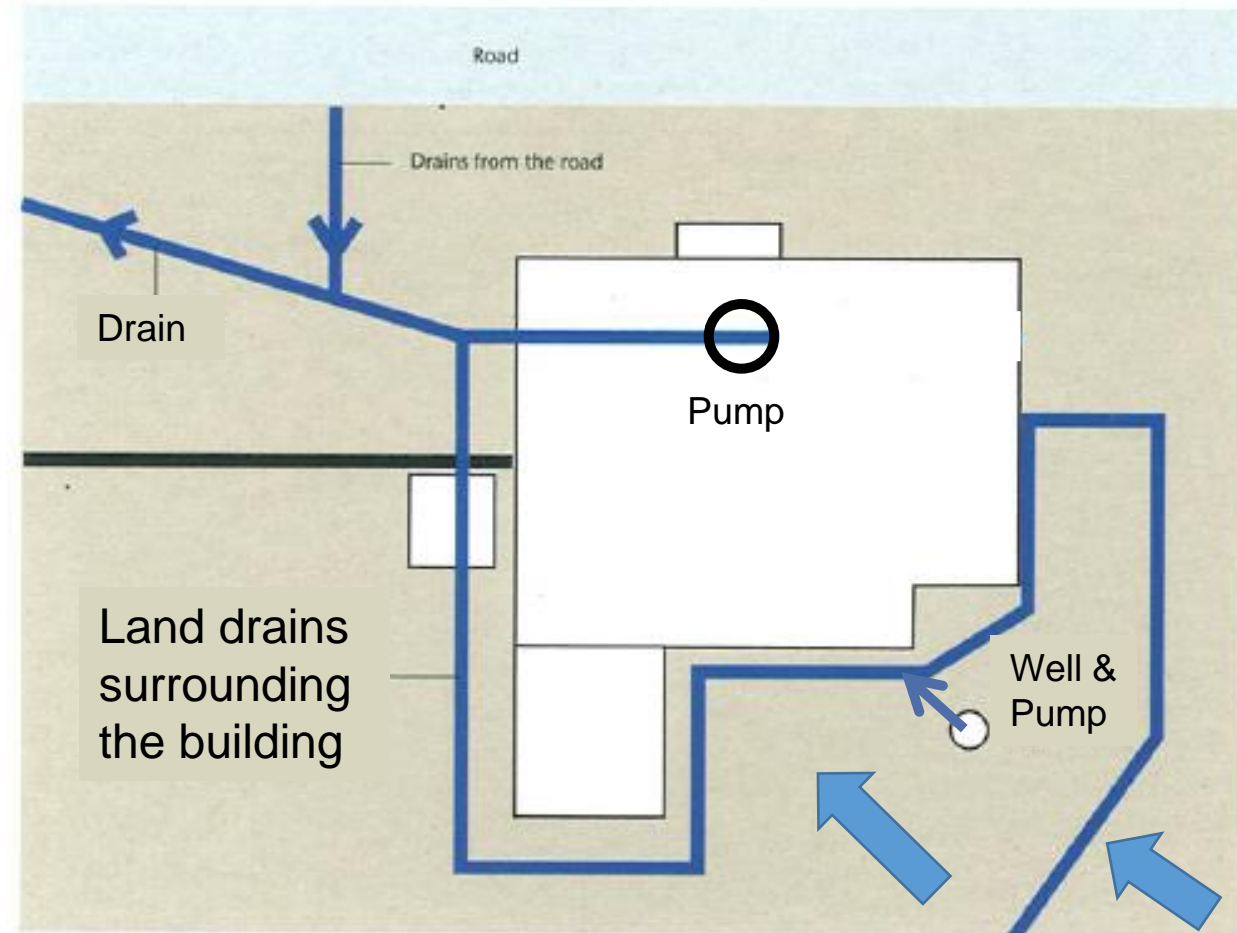 Road
Drains from the road
Drain
Pump
Land drains
surrounding
the building
Well &
Pump